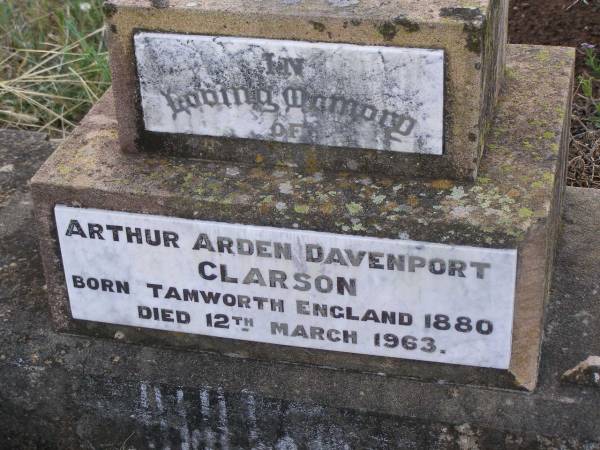 IN
Loving Memory
OF
ARTHUR ARDEN DAVENPORT
CLARSON
BORN TAMWORTH ENGLAND 1880
DIED 12TH MARCH 1963.